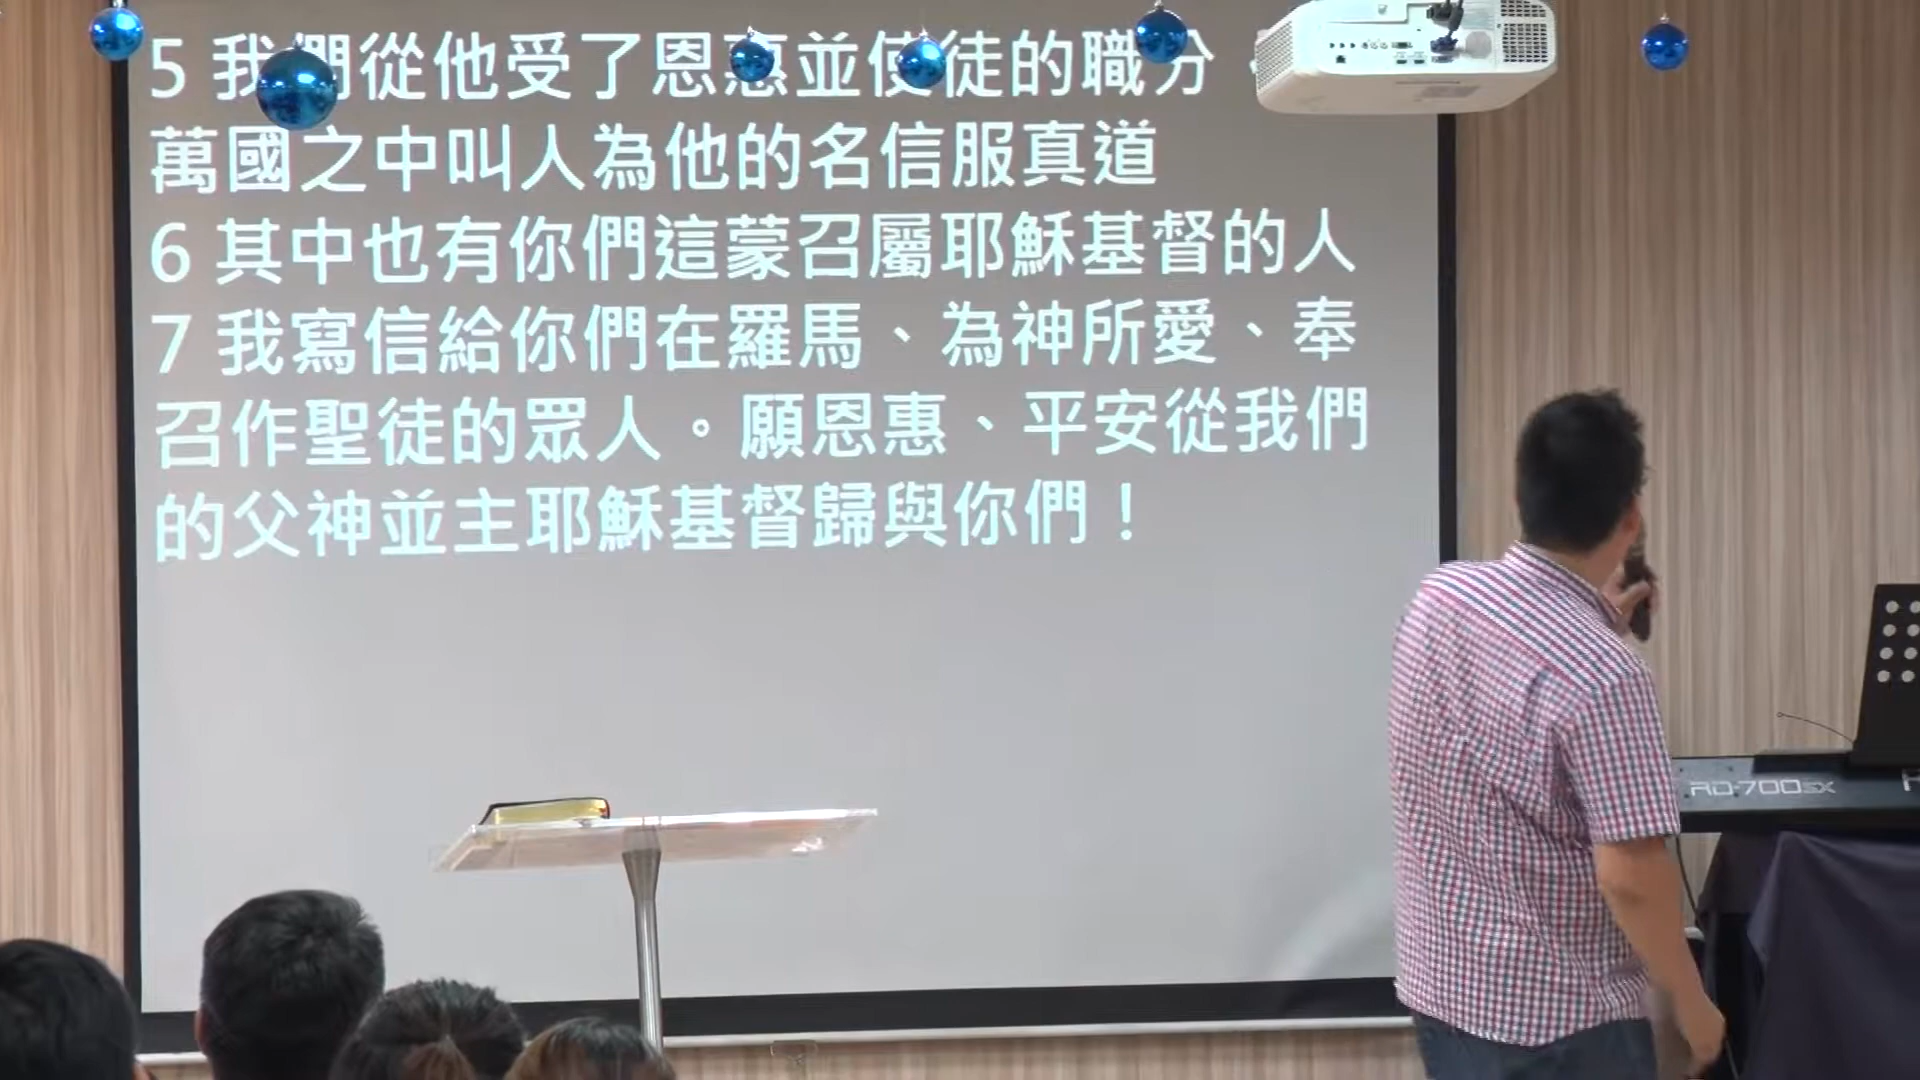 5 我們從他受了恩惠並使徒的職分，
萬國之中叫人為他的名信服真道
6 其中也有你們這蒙召屬耶穌基督的人
7 我寫信給你們在羅馬、為神所愛、奉
召作聖徒的眾人。願恩惠、平安從我們
的父神並主耶穌基督歸與你們！
RD-700SX